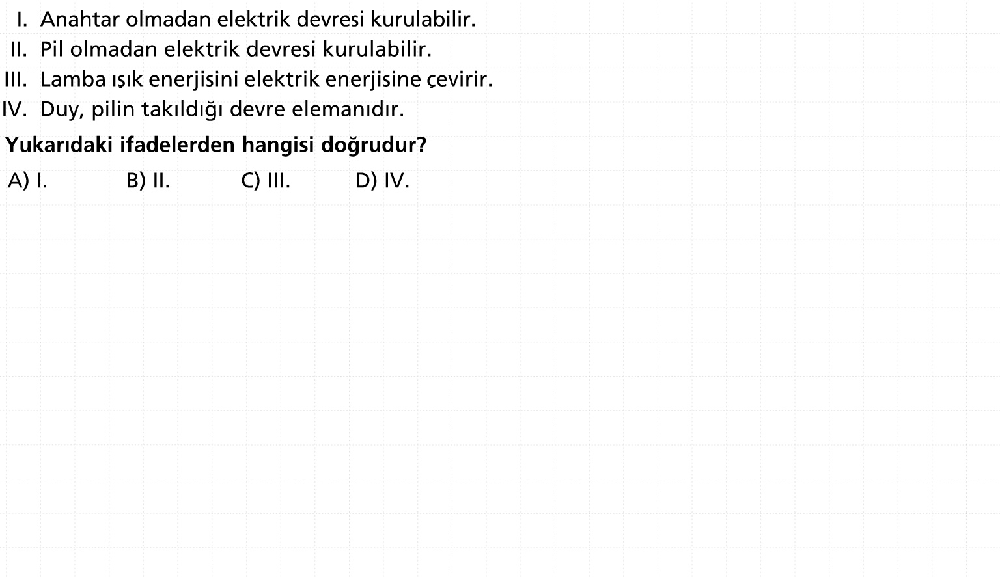 I. Anahtar olmadan elektrik devresi kurulabilir.
II. Pil olmadan elektrik devresi kurulabilir.
III. Lamba ışık enerjisini elektrik enerjisine çevirir.
IV. Duy, pilin takıldığı devre elemanıdır.
Yukarıdaki ifadelerden hangisi doğrudur?
A) I. B) II. C) III. D) IV.